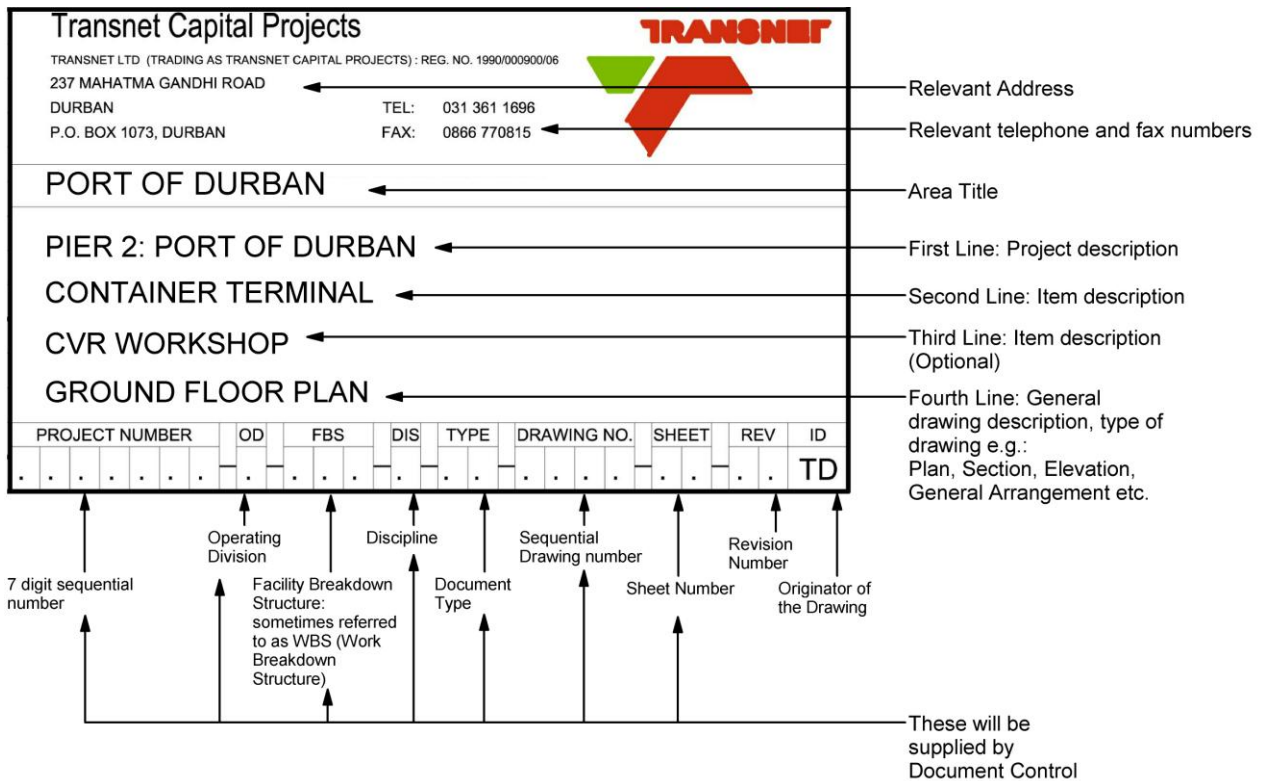 Transnet Capital Projects
TRANSNET
TRANSNET LTD (TRADING AS TRANSNET CAPITAL PROJECTS) : REG. NO. 1990/000900/06
237 MAHATMA GANDHI ROAD
DURBAN TEL: 031 361 1696
P.O. BOX 1073, DURBAN FAX: 0866 770815
Relevant Address
Relevant telephone and fax numbers
PORT OF DURBAN
Area Title
PIER 2: PORT OF DURBAN
First Line: Project description
CONTAINER TERMINAL
Second Line: Item description
CVR WORKSHOP
Third Line: Item description
(Optional)
GROUND FLOOR PLAN
Fourth Line: General
drawing description, type of
drawing e.g.:
Plan, Section, Elevation,
General Arrangement etc.
PROJECT NUMBER OD FBS DIS TYPE DRAWING NO. SHEET REV ID
. . . . . . . – . – . . . – . – . . – . . . . – . . – . . TD
7 digit sequential
number
Operating
Division
Facility Breakdown
Structure:
sometimes referred
to as WBS (Work
Breakdown
Structure)
Discipline
Document
Type
Sequential
Drawing number
Sheet Number
Revision
Number
Originator of
the Drawing
These will be
supplied by
Document Control